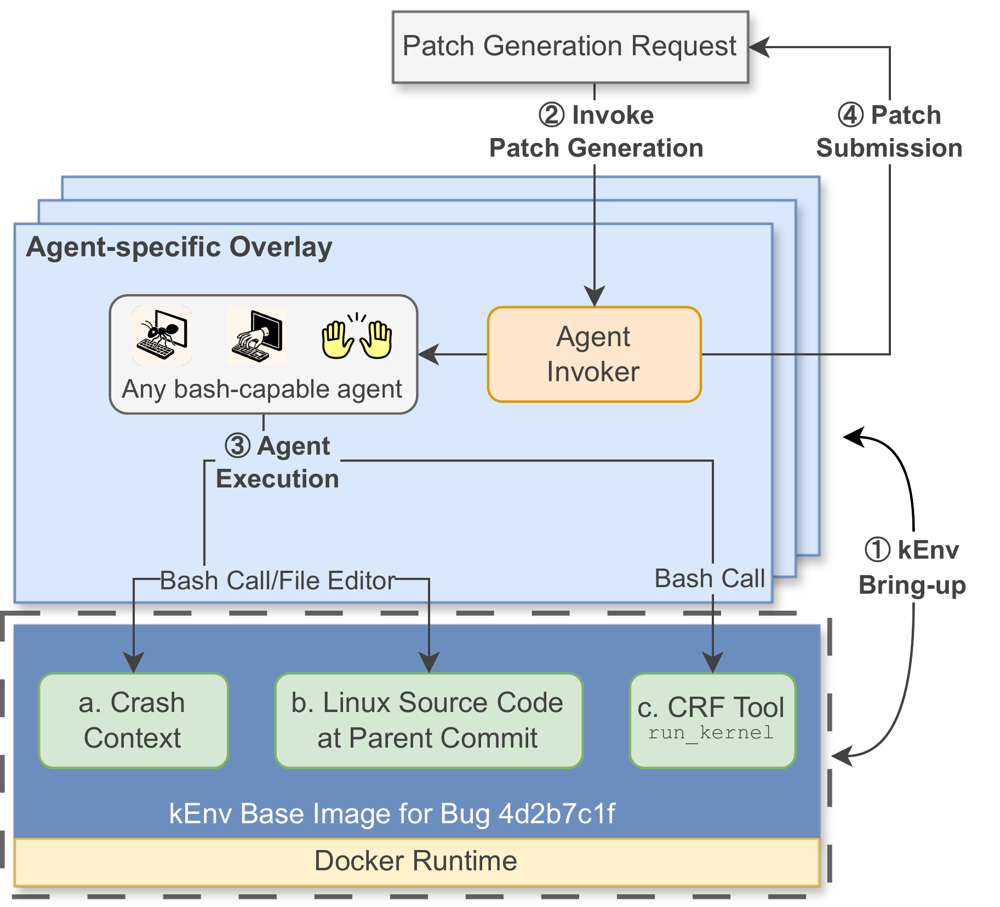 Patch Generation Request
② Invoke
Patch Generation
④ Patch
Submission
Agent-specific Overlay
Any bash-capable agent
Agent
Invoker
③ Agent
Execution
Bash Call/File Editor
Bash Call
① kEnv
Bring-up
a. Crash
Context
b. Linux Source Code
at Parent Commit
c. CRF Tool
run_kernel
kEnv Base Image for Bug 4d2b7c1f
Docker Runtime